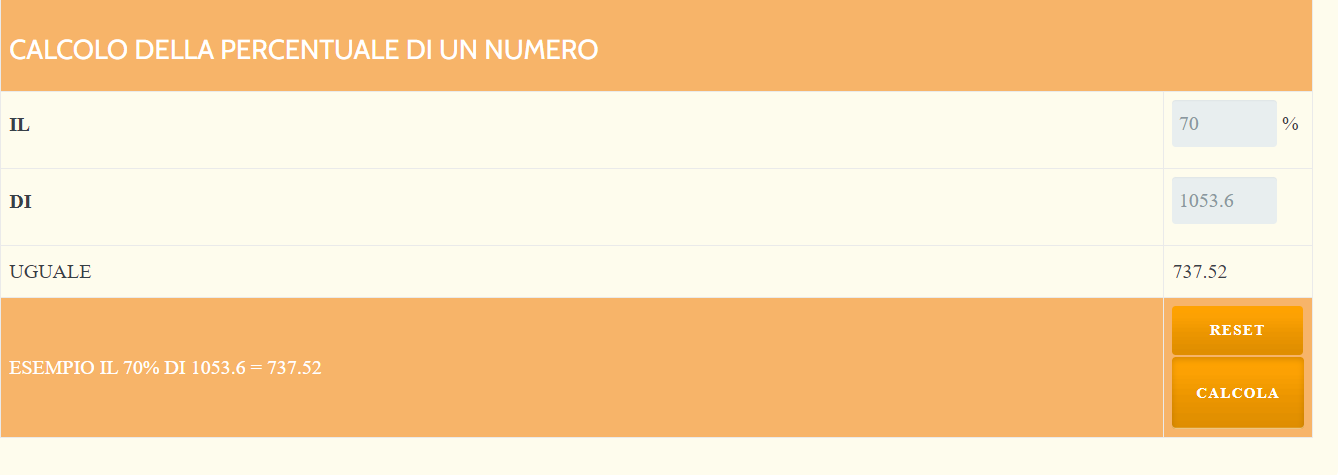 CALCOLO DELLA PERCENTUALE DI UN NUMERO
IL 70 %
DI 1053.6
UGUALE 737.52
RESET
ESEMPIO IL 70% DI 1053.6 = 737.52
CALCOLA